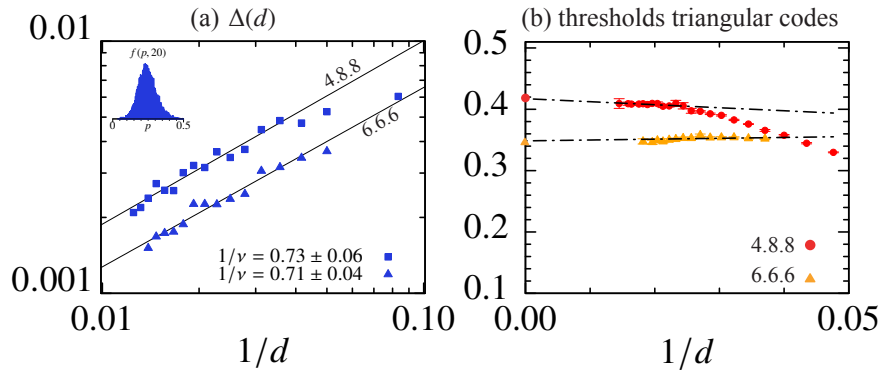 (a) Δ(d)
0.01
f(p,20)
0 p 0.5
4.8.8
6.6.6
1/ν = 0.73 ± 0.06
1/ν = 0.71 ± 0.04
0.001
0.01 0.10
1/d
(b) thresholds triangular codes
0.5
0.4
0.3
0.2
4.8.8
6.6.6
0.1
0.00 0.05
1/d